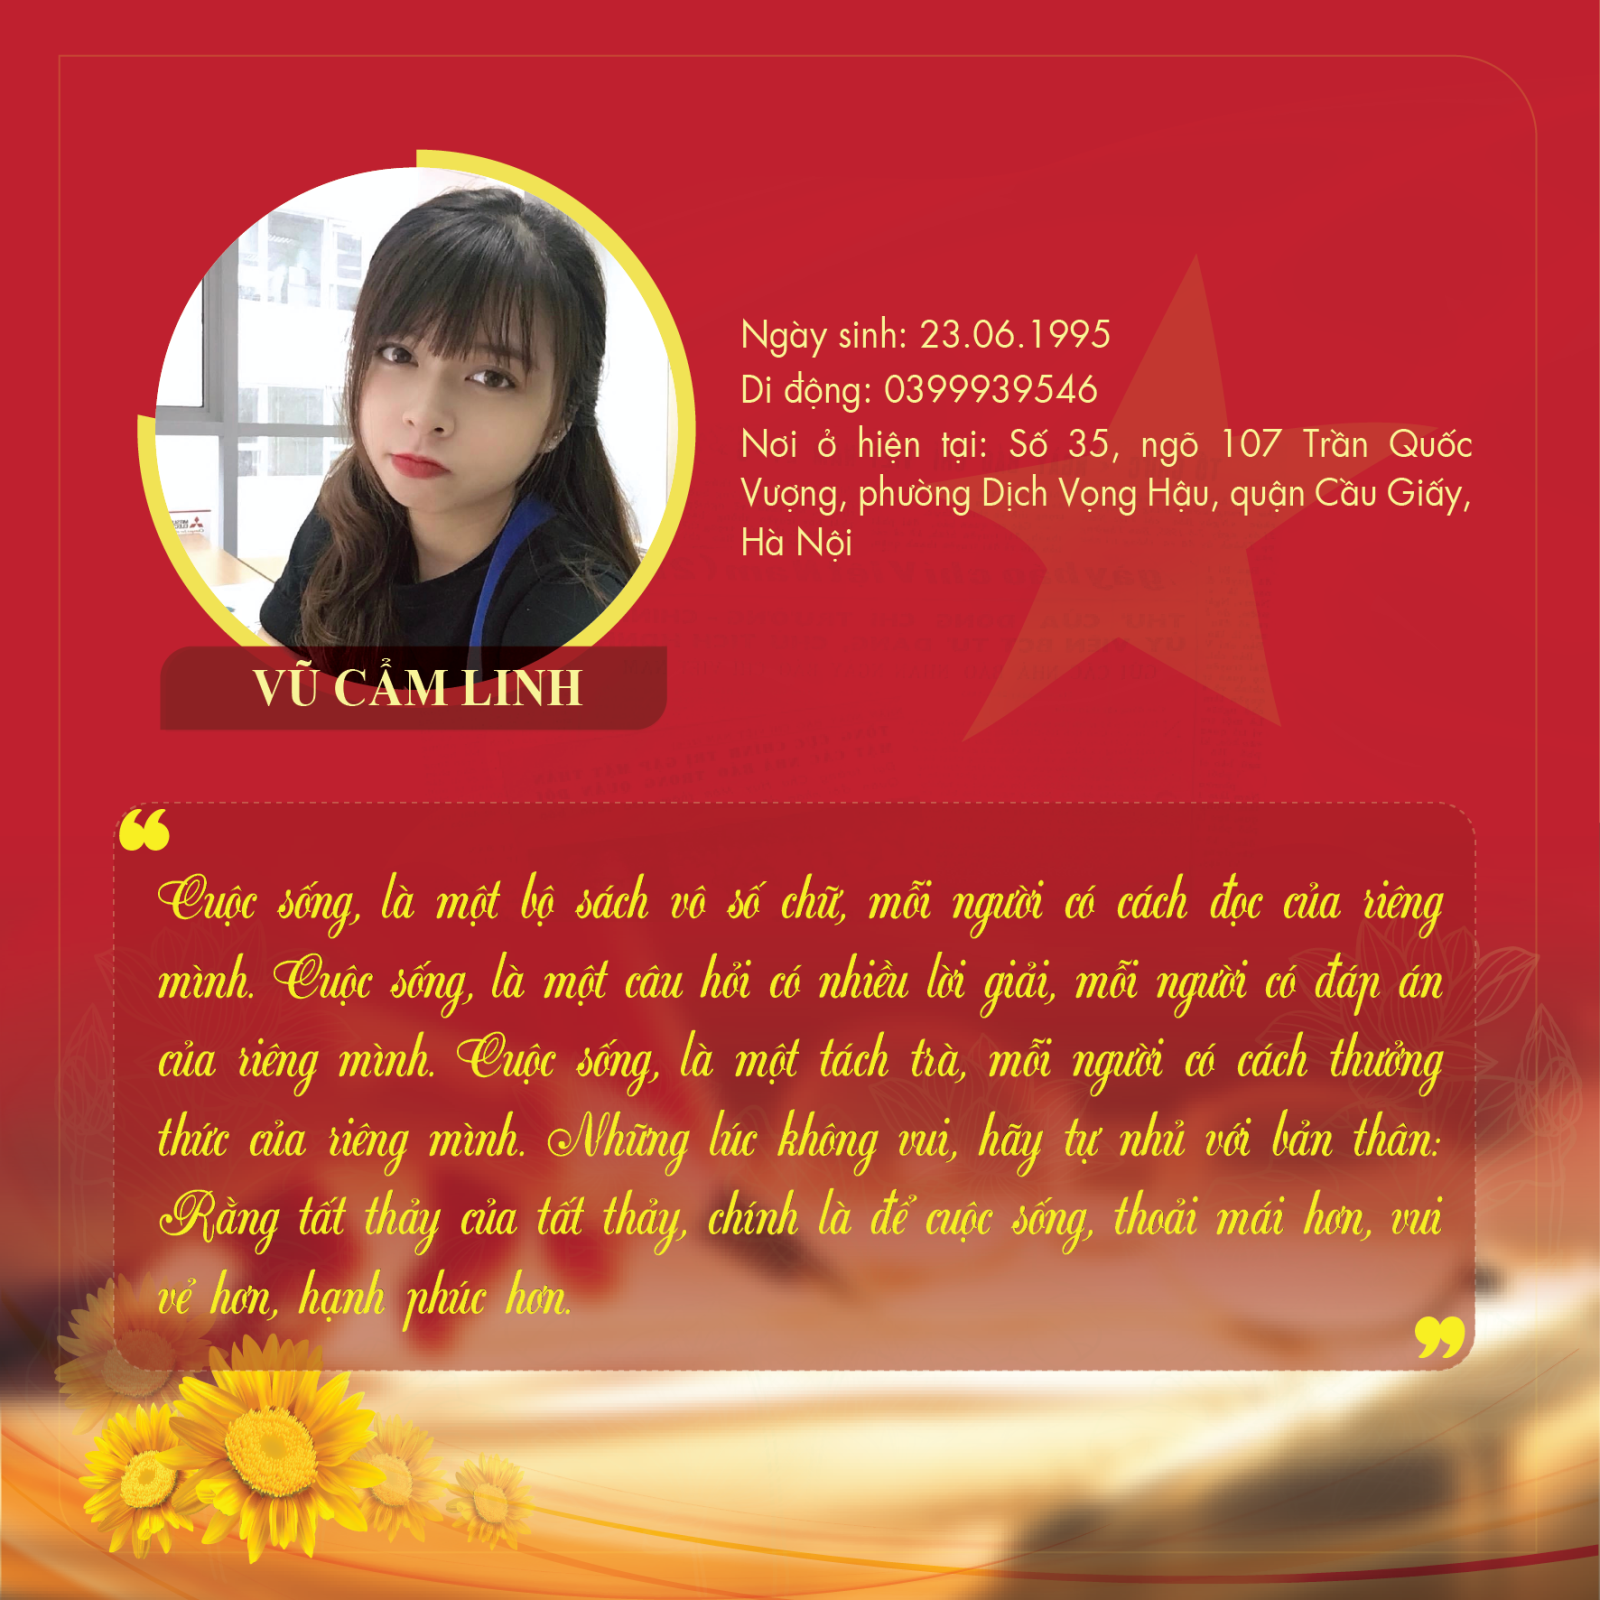 Ngày sinh: 23.06.1995
Di động: 0399939546
Nơi ở hiện tại: Số 35, ngõ 107 Trần Quốc
Vượng, phường Dịch Vọng Hậu, quận Cầu Giấy,
Hà Nội
VŨ CẨM LINH
❝
Cuộc sống, là một bộ sách vô số chữ, mỗi người có cách đọc của riêng
mình. Cuộc sống, là một câu hỏi có nhiều lời giải, mỗi người có đáp án
của riêng mình. Cuộc sống, là một tách trà, mỗi người có cách thưởng
thức của riêng mình. Những lúc không vui, hãy tự nhủ với bản thân:
Rằng tất thảy của tất thảy, chính là để cuộc sống, thoải mái hơn, vui
vẻ hơn, hạnh phúc hơn.
❞